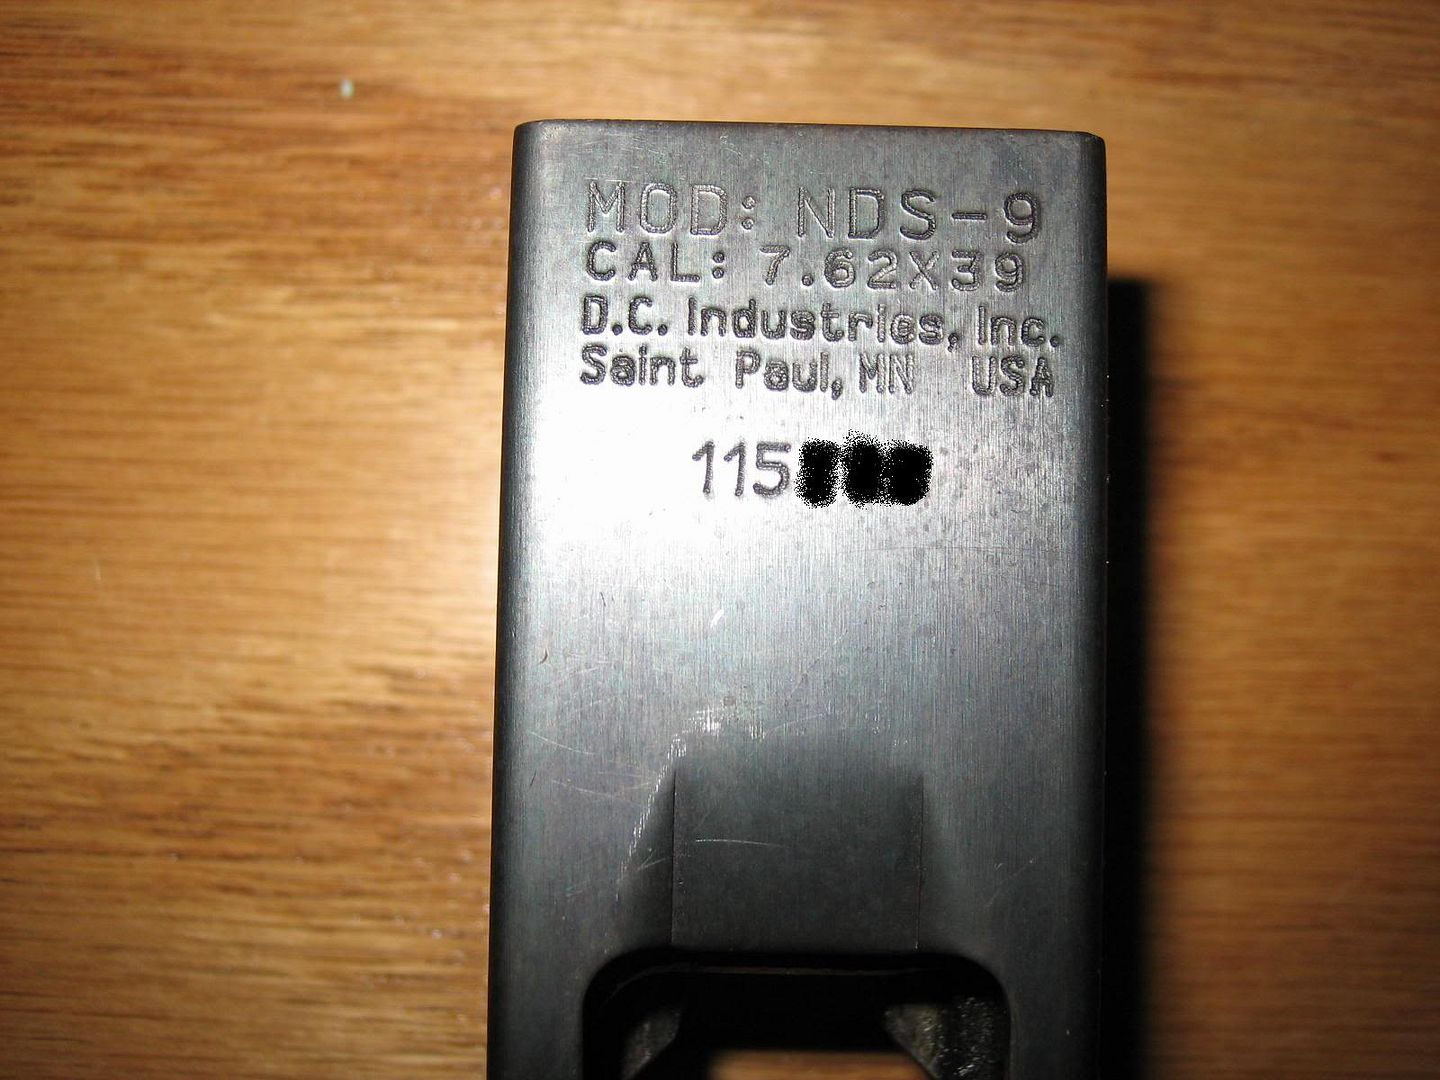 MOD: NDS-9
CAL: 7.62X39
D.C. Industries, Inc.
Saint Paul, MN USA
115